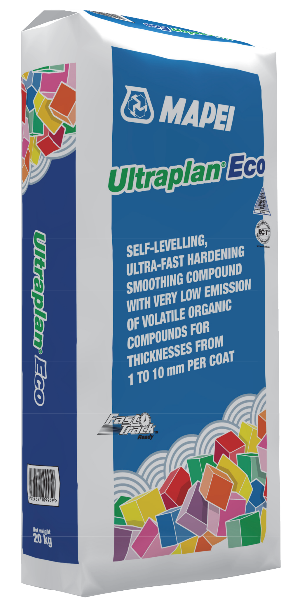 MAPEI
Ultraplan® Eco
SELF-LEVELLING,
ULTRA-FAST HARDENING
SMOOTHING COMPOUND
WITH VERY LOW EMISSION
OF VOLATILE ORGANIC
COMPOUNDS FOR
THICKNESSES FROM
1 TO 10 mm PER COAT
Fast
Track
Ready
Ultraplan® Eco
Net weight
20 kg